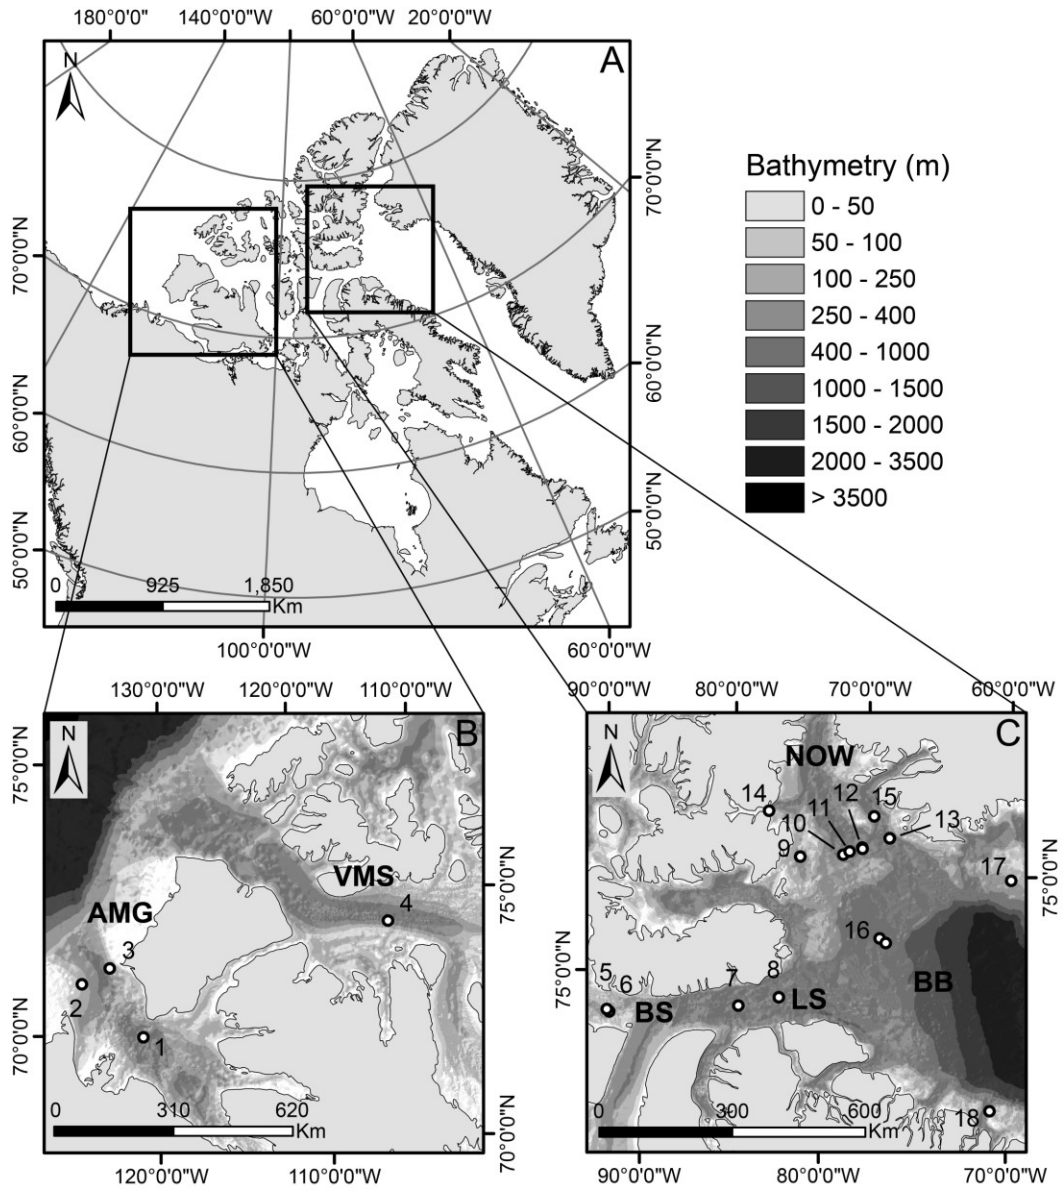 180°0'0" 140°0'0"W 60°0'0"W 20°0'0"W
N
A
70°0'0"N
60°0'0"N
50°0'0"N
70°0'0"N
60°0'0"N
50°0'0"N
0 925 1,850
Km
100°0'0"W 60°0'0"W
Bathymetry (m)
0 - 50
50 - 100
100 - 250
250 - 400
400 - 1000
1000 - 1500
1500 - 2000
2000 - 3500
> 3500
130°0'0"W 120°0'0"W 110°0'0"W
N
B
75°0'0"N
70°0'0"N
75°0'0"N
70°0'0"N
VMS
4
AMG
3
2
1
0 310 620
Km
120°0'0"W 110°0'0"W
90°0'0"W 80°0'0"W 70°0'0"W 60°0'0"W
N
C
NOW
14 11 12 15
10 13
9
17
75°0'0"N
75°0'0"N
16
5 6 7 8
BS LS BB
18
0 300 600
Km
90°0'0"W 80°0'0"W 70°0'0"W